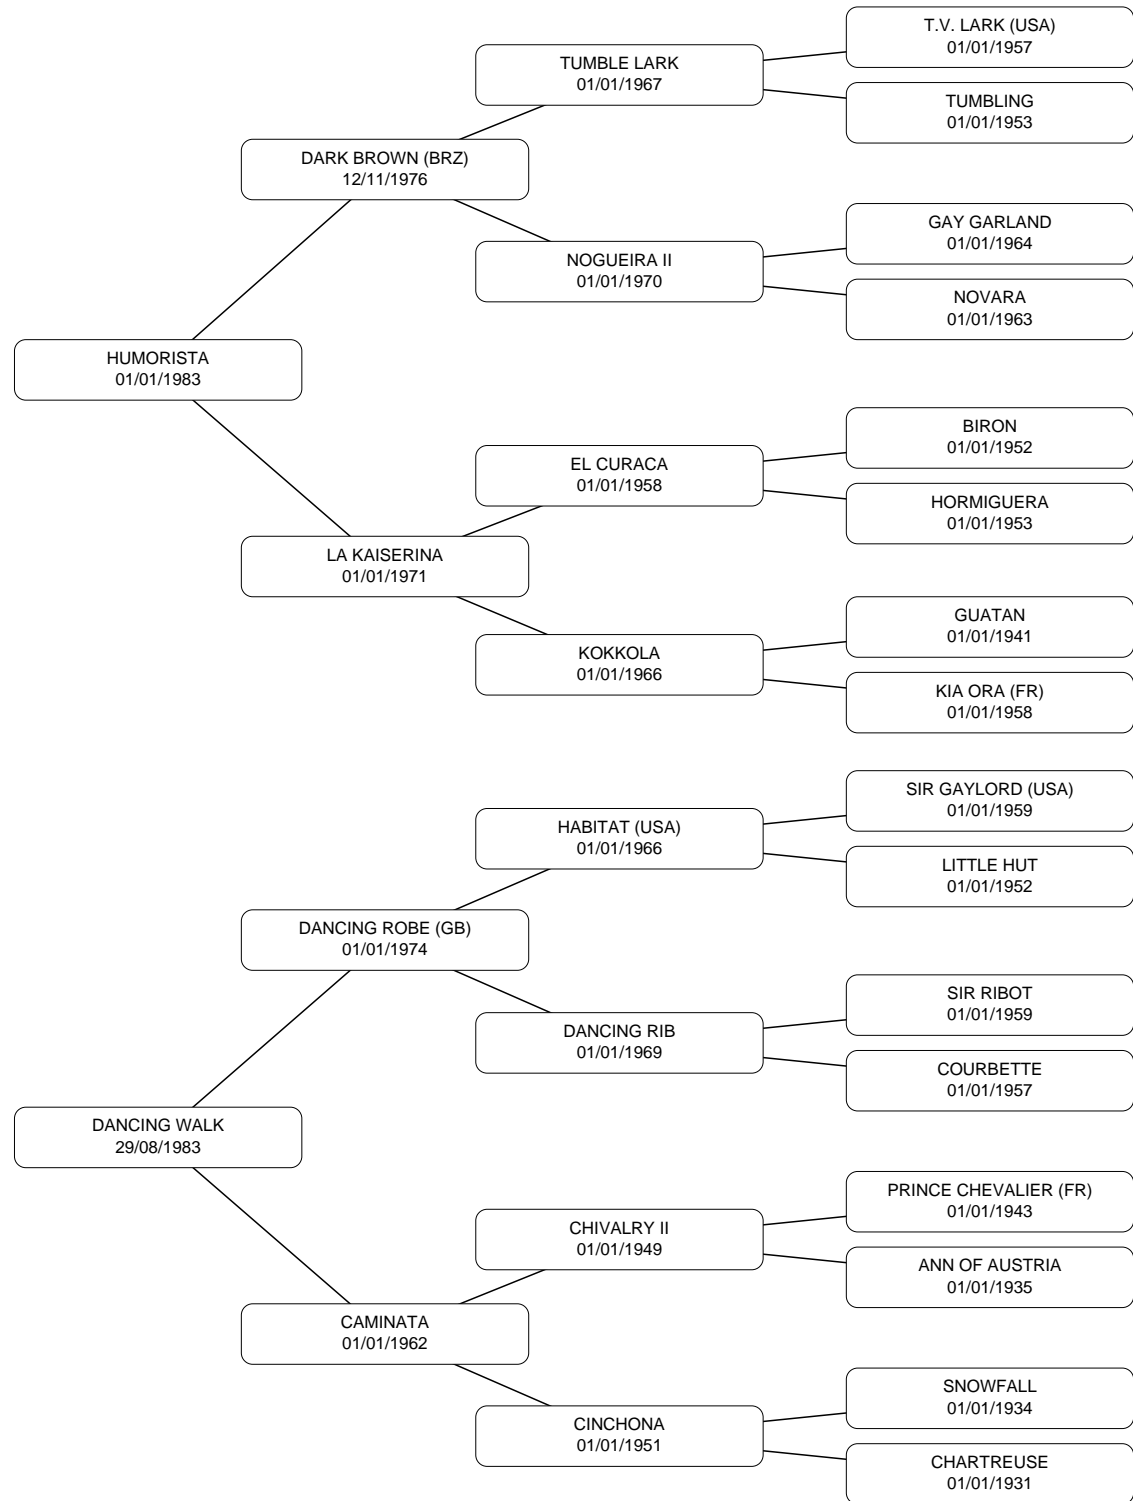 T.V. LARK (USA)
01/01/1957
TUMBLE LARK
01/01/1967
TUMBLING
01/01/1953
DARK BROWN (BRZ)
12/11/1976
GAY GARLAND
01/01/1964
NOGUEIRA II
01/01/1970
NOVARA
01/01/1963
HUMORISTA
01/01/1983
BIRON
01/01/1952
EL CURACA
01/01/1958
HORMIGUERA
01/01/1953
LA KAISERINA
01/01/1971
GUATAN
01/01/1941
KOKKOLA
01/01/1966
KIA ORA (FR)
01/01/1958
SIR GAYLORD (USA)
01/01/1959
HABITAT (USA)
01/01/1966
LITTLE HUT
01/01/1952
DANCING ROBE (GB)
01/01/1974
SIR RIBOT
01/01/1959
DANCING RIB
01/01/1969
COURBETTE
01/01/1957
DANCING WALK
29/08/1983
PRINCE CHEVALIER (FR)
01/01/1943
CHIVALRY II
01/01/1949
ANN OF AUSTRIA
01/01/1935
CAMINATA
01/01/1962
SNOWFALL
01/01/1934
CINCHONA
01/01/1951
CHARTREUSE
01/01/1931